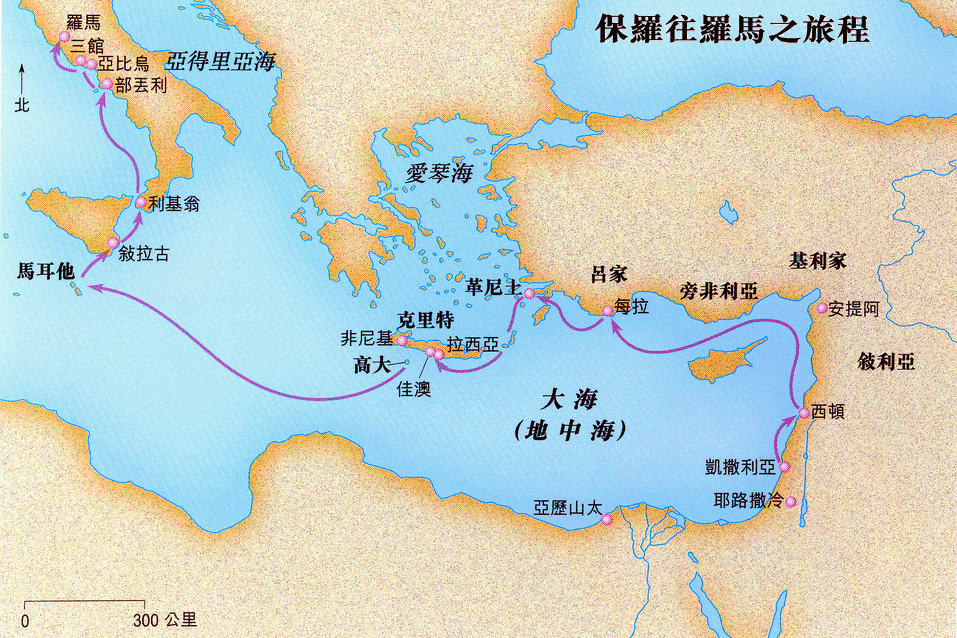 保羅往羅馬之旅程
羅馬
三館
亞比烏
部丟利
亞得里亞海
北
愛琴海
利基翁
敍拉古
馬耳他
革尼土
呂家
每拉
旁非利亞
基利家
安提阿
敍利亞
克里特
非尼基
拉西亞
高大
佳澳
大海
(地中海)
西頓
凱撒利亞
耶路撒冷
亞歷山太
0
300 公里